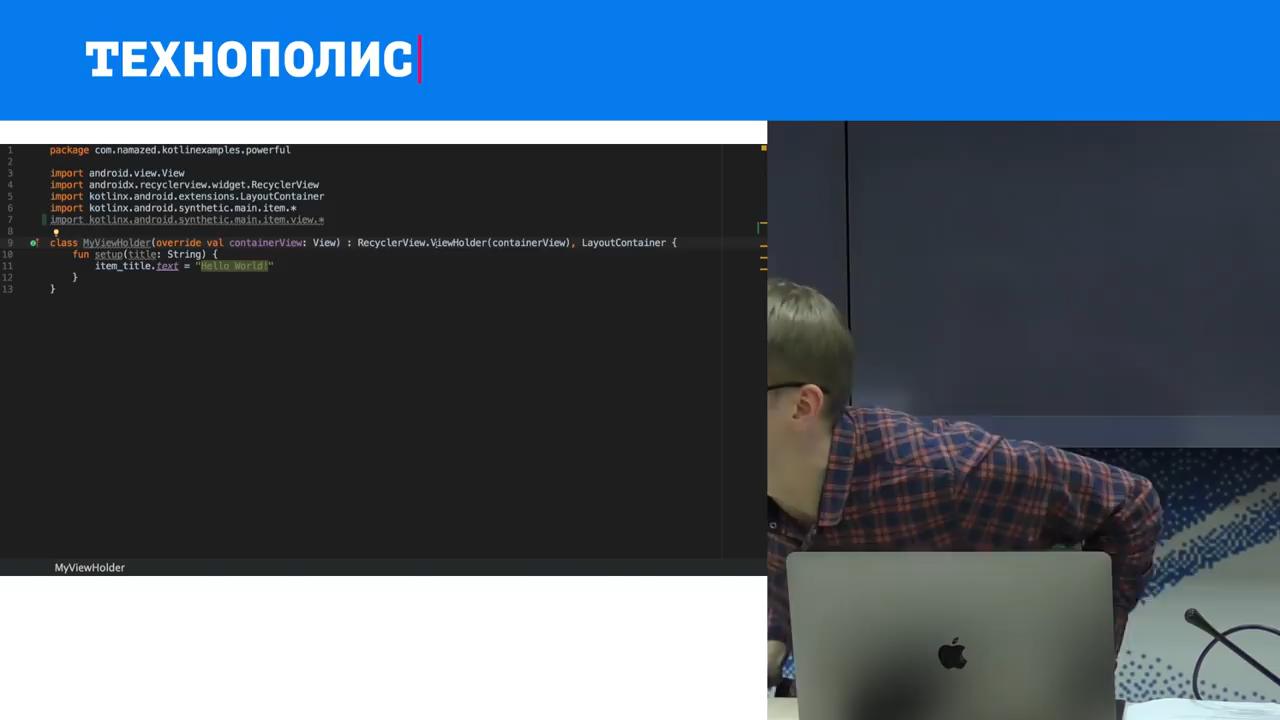 ТЕХНОПОЛИС
1 package com.namazed.kotlinexamples.powerful
2
3 import android.view.View
4 import androidx.recyclerview.widget.RecyclerView
5 import kotlinx.android.extensions.LayoutContainer
6 import kotlinx.android.synthetic.main.item.*
7 import kotlinx.android.synthetic.main.item.view.*
8
9 class MyViewHolder(override val containerView: View) : RecyclerView.ViewHolder(containerView), LayoutContainer {
10 fun setup(title: String) {
11 item_title.text = "Hello World!"
12 }
13 }
MyViewHolder